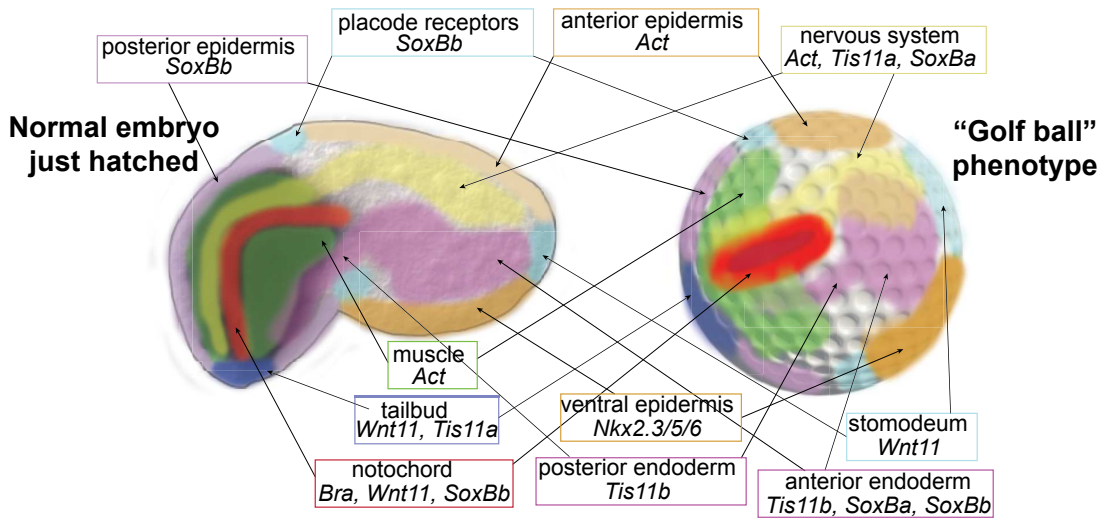 placode receptors
SoxBb
anterior epidermis
Act
posterior epidermis
SoxBb
nervous system
Act, Tis11a, SoxBa
Normal embryo
just hatched
“Golf ball”
phenotype
muscle
Act
tailbud
Wnt11, Tis11a
ventral epidermis
Nkx2.3/5/6
stomodeum
Wnt11
notochord
Bra, Wnt11, SoxBb
posterior endoderm
Tis11b
anterior endoderm
Tis11b, SoxBa, SoxBb